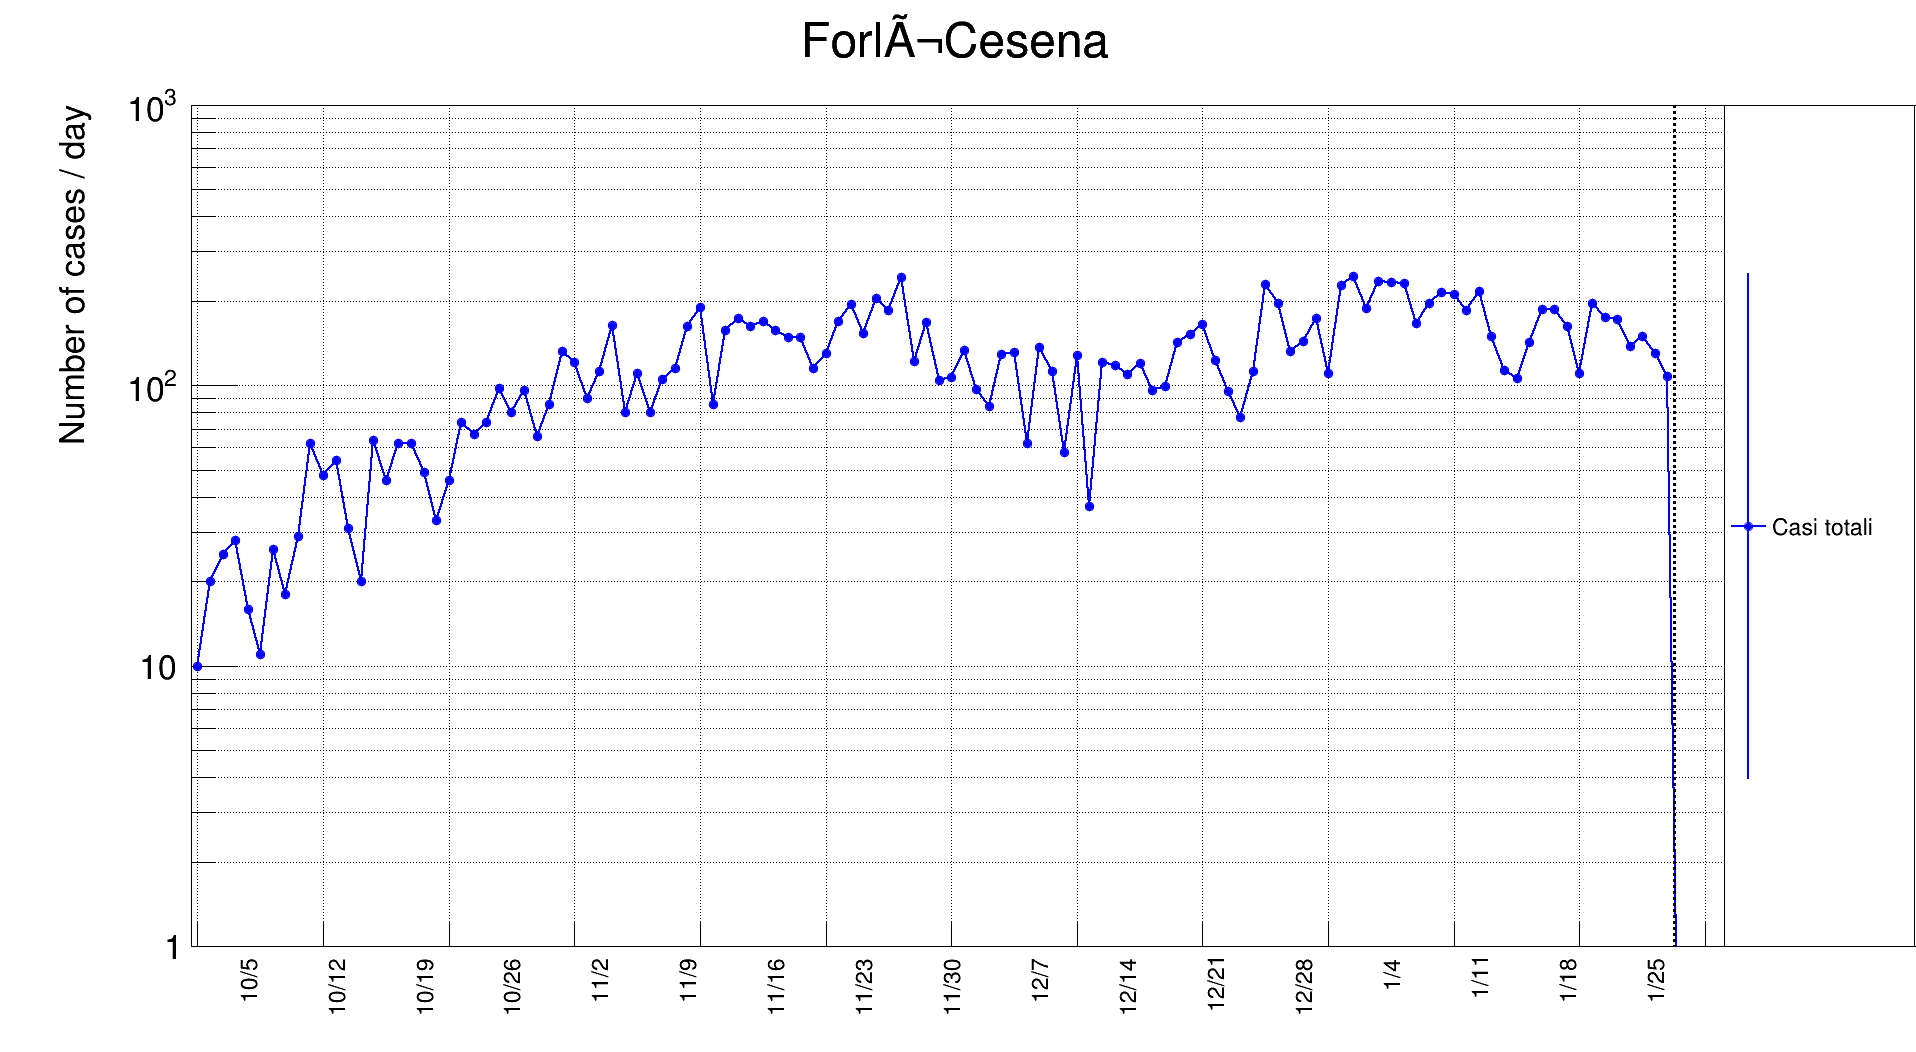 ForlÃ¬Cesena
Number of cases / day
10³
10²
10
1
10/5 10/12 10/19 10/26 11/2 11/9 11/16 11/23 11/30 12/7 12/14 12/21 12/28 1/4 1/11 1/18 1/25
Casi totali